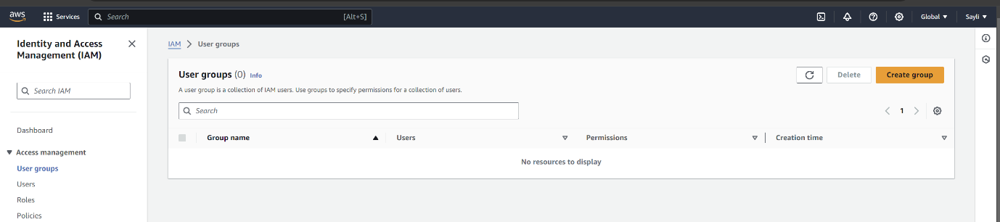 aws
Services
Search
[Alt+S]
Global
Sayli
Identity and Access
Management (IAM)
Search IAM
Dashboard
Access management
User groups
Users
Roles
Policies
IAM
User groups
User groups (0) Info
A user group is a collection of IAM users. Use groups to specify permissions for a collection of users.
Delete
Create group
Search
1
Group name
Users
Permissions
Creation time
No resources to display